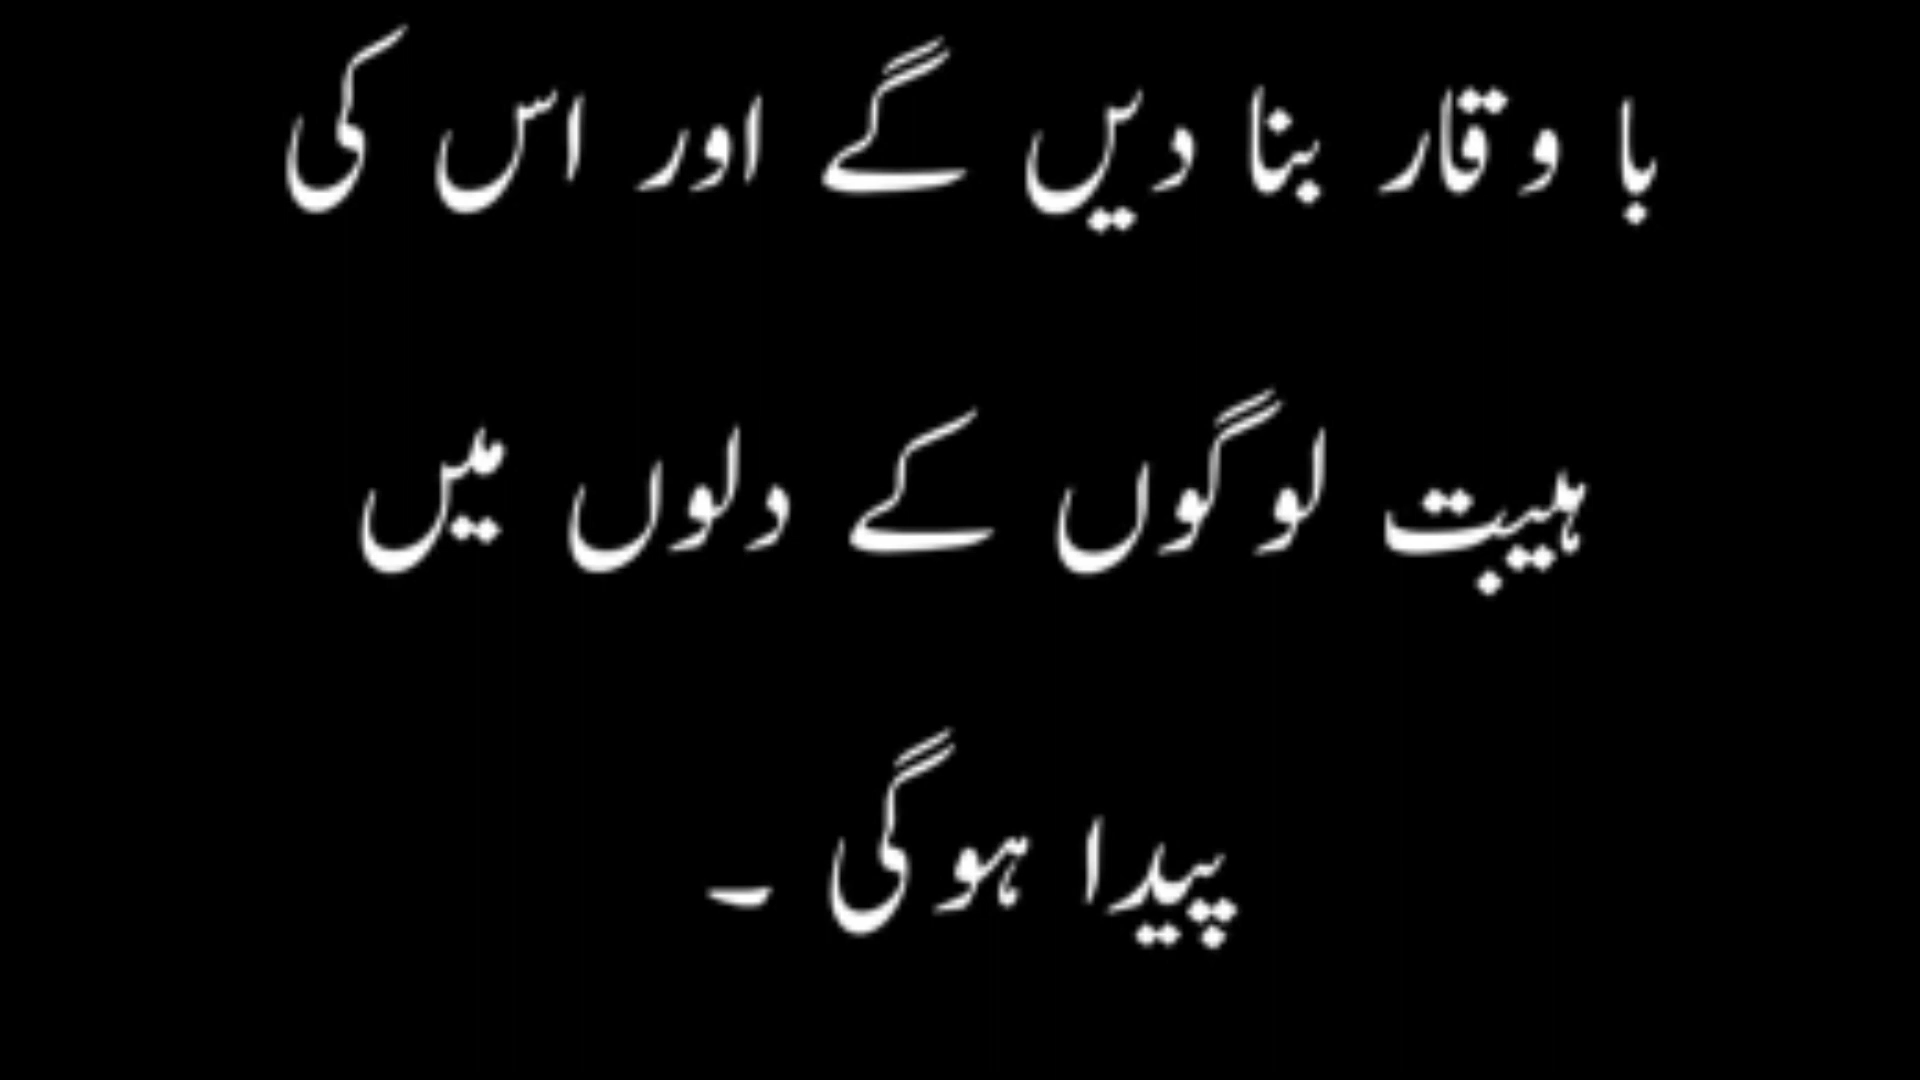 با وقار بنا دیں گے اور اس کی
ہیبت لوگوں کے دلوں میں
پیدا ہوگی ۔